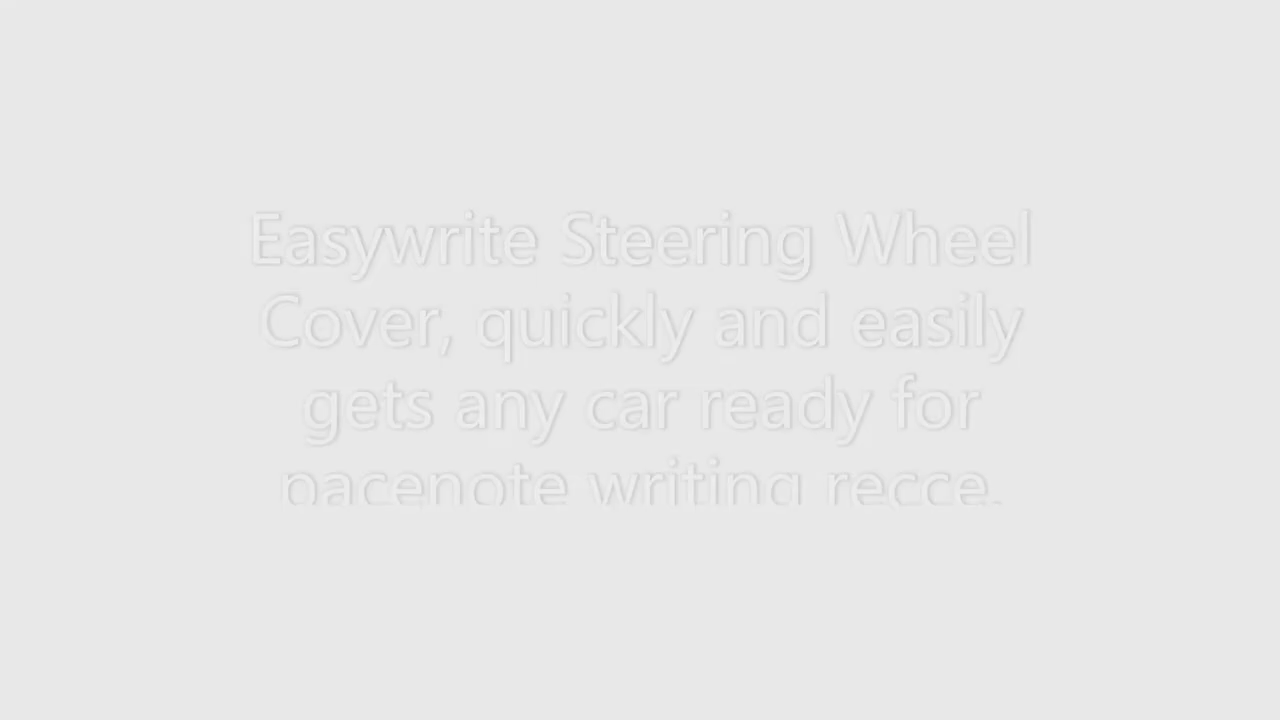 Easywrite Steering Wheel
Cover, quickly and easily
gets any car ready for
pacenote writing recce.